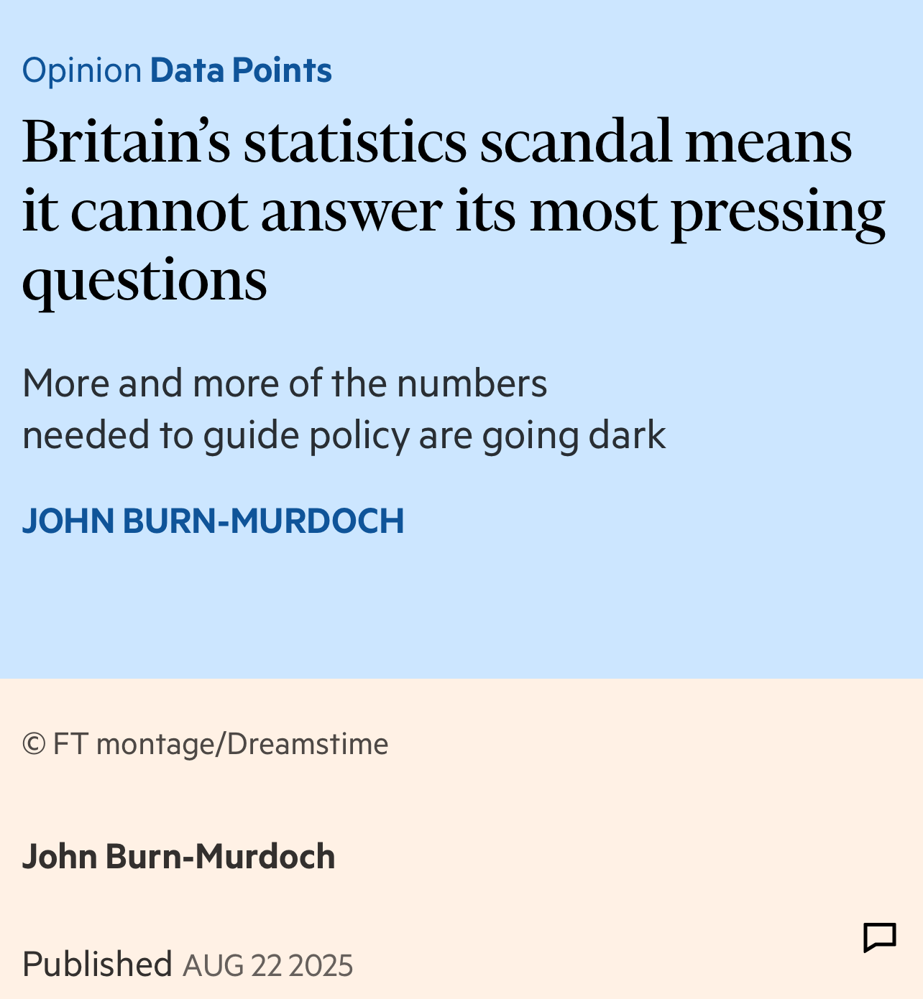 Opinion Data Points
Britain’s statistics scandal means
it cannot answer its most pressing
questions
More and more of the numbers
needed to guide policy are going dark
JOHN BURN-MURDOCH
© FT montage/Dreamstime
John Burn-Murdoch
Published AUG 22 2025